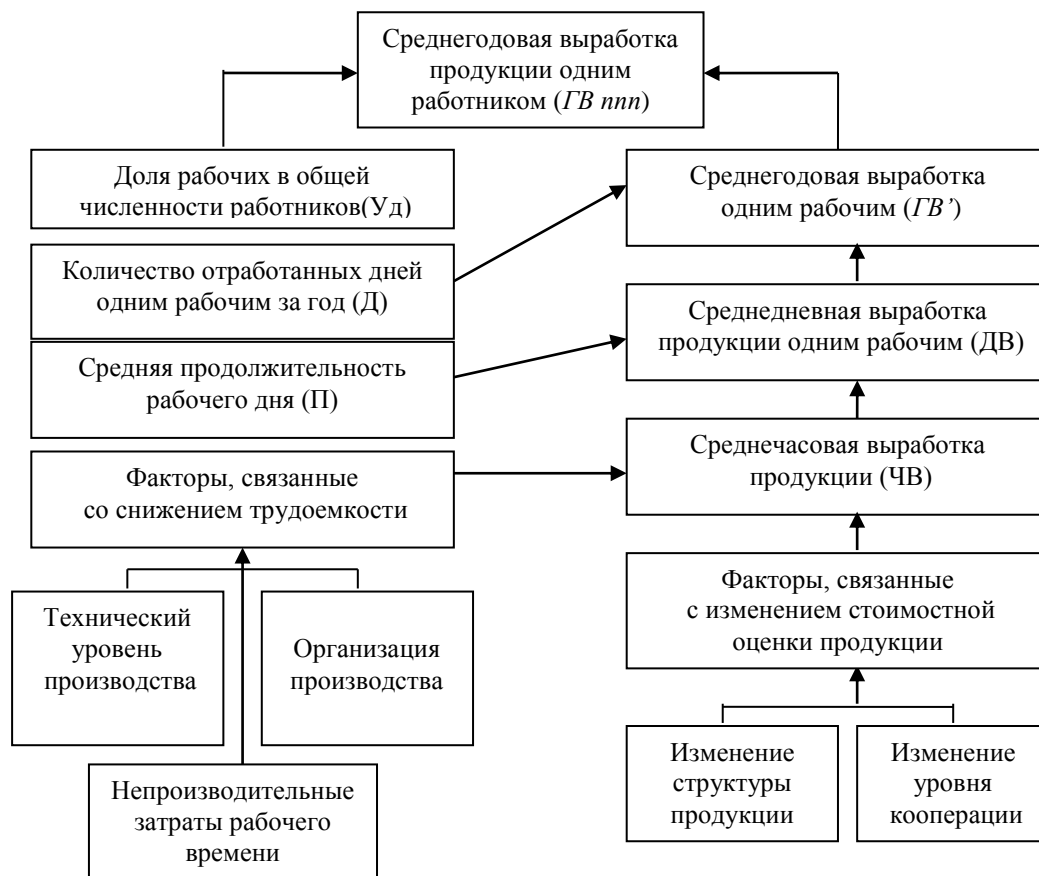 Среднегодовая выработка
продукции одним
работником (ГВ ппп)
Доля рабочих в общей
численности работников(Уд)
Среднегодовая выработка
одним рабочим (ГВ’)
Количество отработанных дней
одним рабочим за год (Д)
Среднедневная выработка
продукции одним рабочим (ДВ)
Средняя продолжительность
рабочего дня (П)
Среднечасовая выработка
продукции (ЧВ)
Факторы, связанные
со снижением трудоемкости
Факторы, связанные
с изменением стоимостной
оценки продукции
Технический
уровень
производства
Организация
производства
Непроизводительные
затраты рабочего
времени
Изменение
структуры
продукции
Изменение
уровня
кооперации